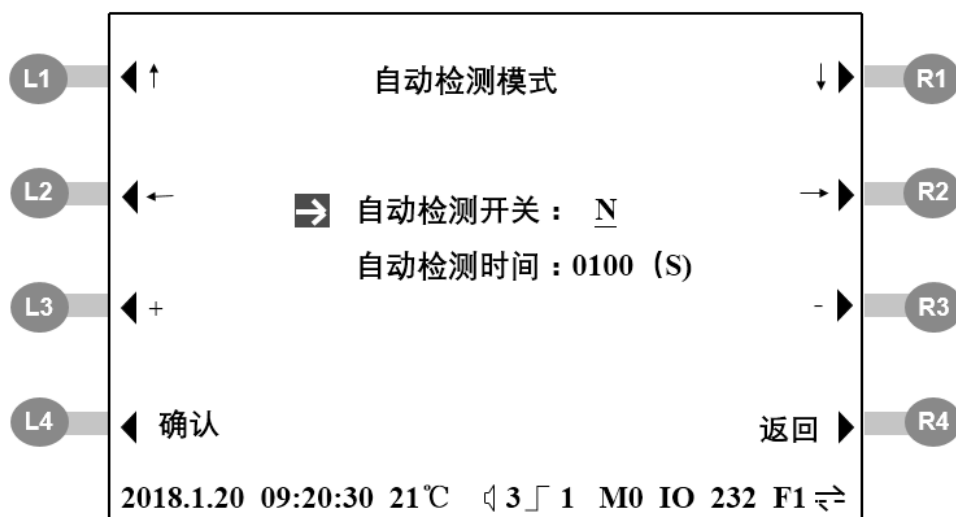 L1 ↑ 自动检测模式 ↓ R1
L2 ← → R2
自动检测开关： N
自动检测时间：0100 (S)
L3 + - R3
L4 确认 返回 R4
2018.1.20 09:20:30 21℃ 3 1 M0 IO 232 F1 ⇌